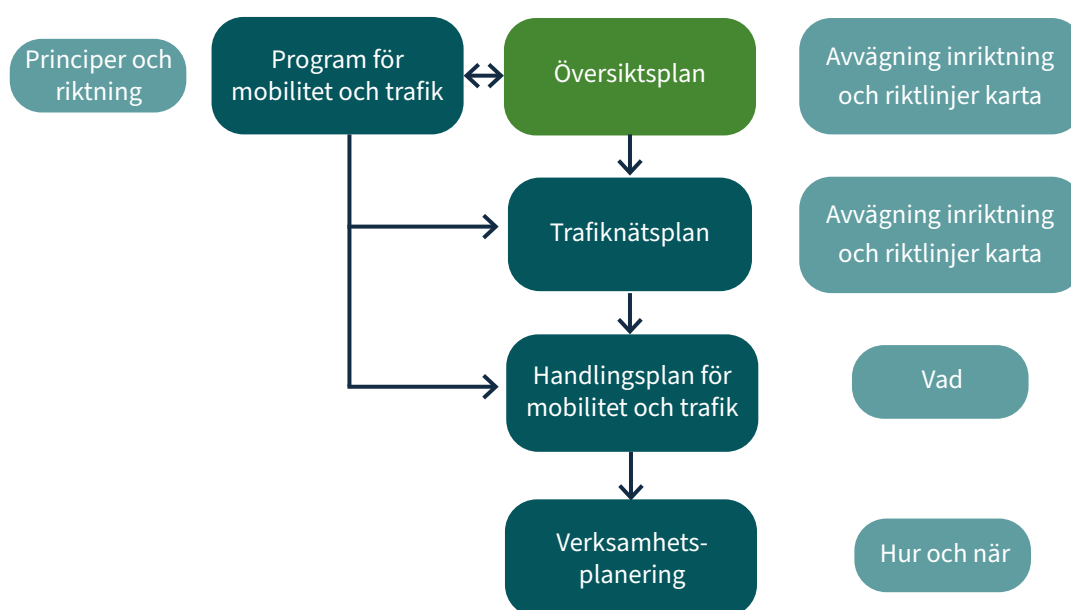 Principer och
riktning
Program för
mobilitet och trafik
Översiktsplan
Avvägning inriktning
och riktlinjer karta
Trafiknätsplan
Avvägning inriktning
och riktlinjer karta
Handlingsplan för
mobilitet och trafik
Vad
Verksamhets-
planering
Hur och när